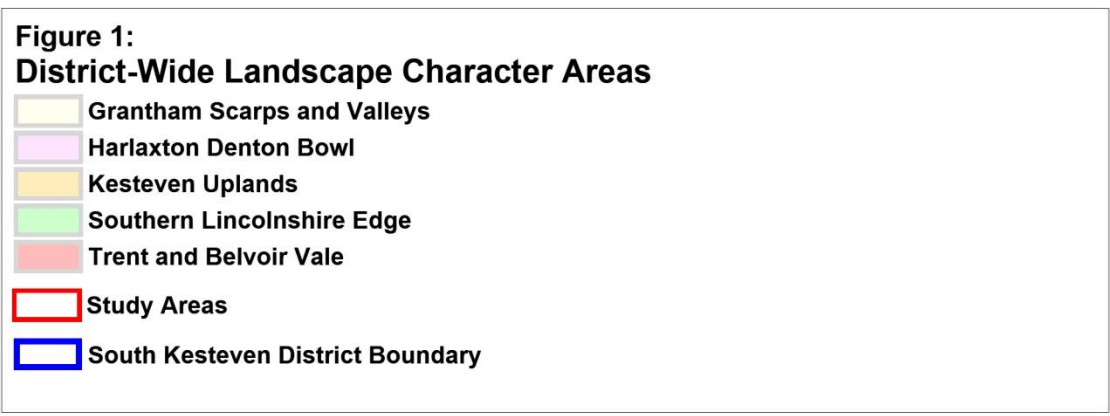 Figure 1:
District-Wide Landscape Character Areas
Grantham Scarps and Valleys
Harlaxton Denton Bowl
Kesteven Uplands
Southern Lincolnshire Edge
Trent and Belvoir Vale
Study Areas
South Kesteven District Boundary